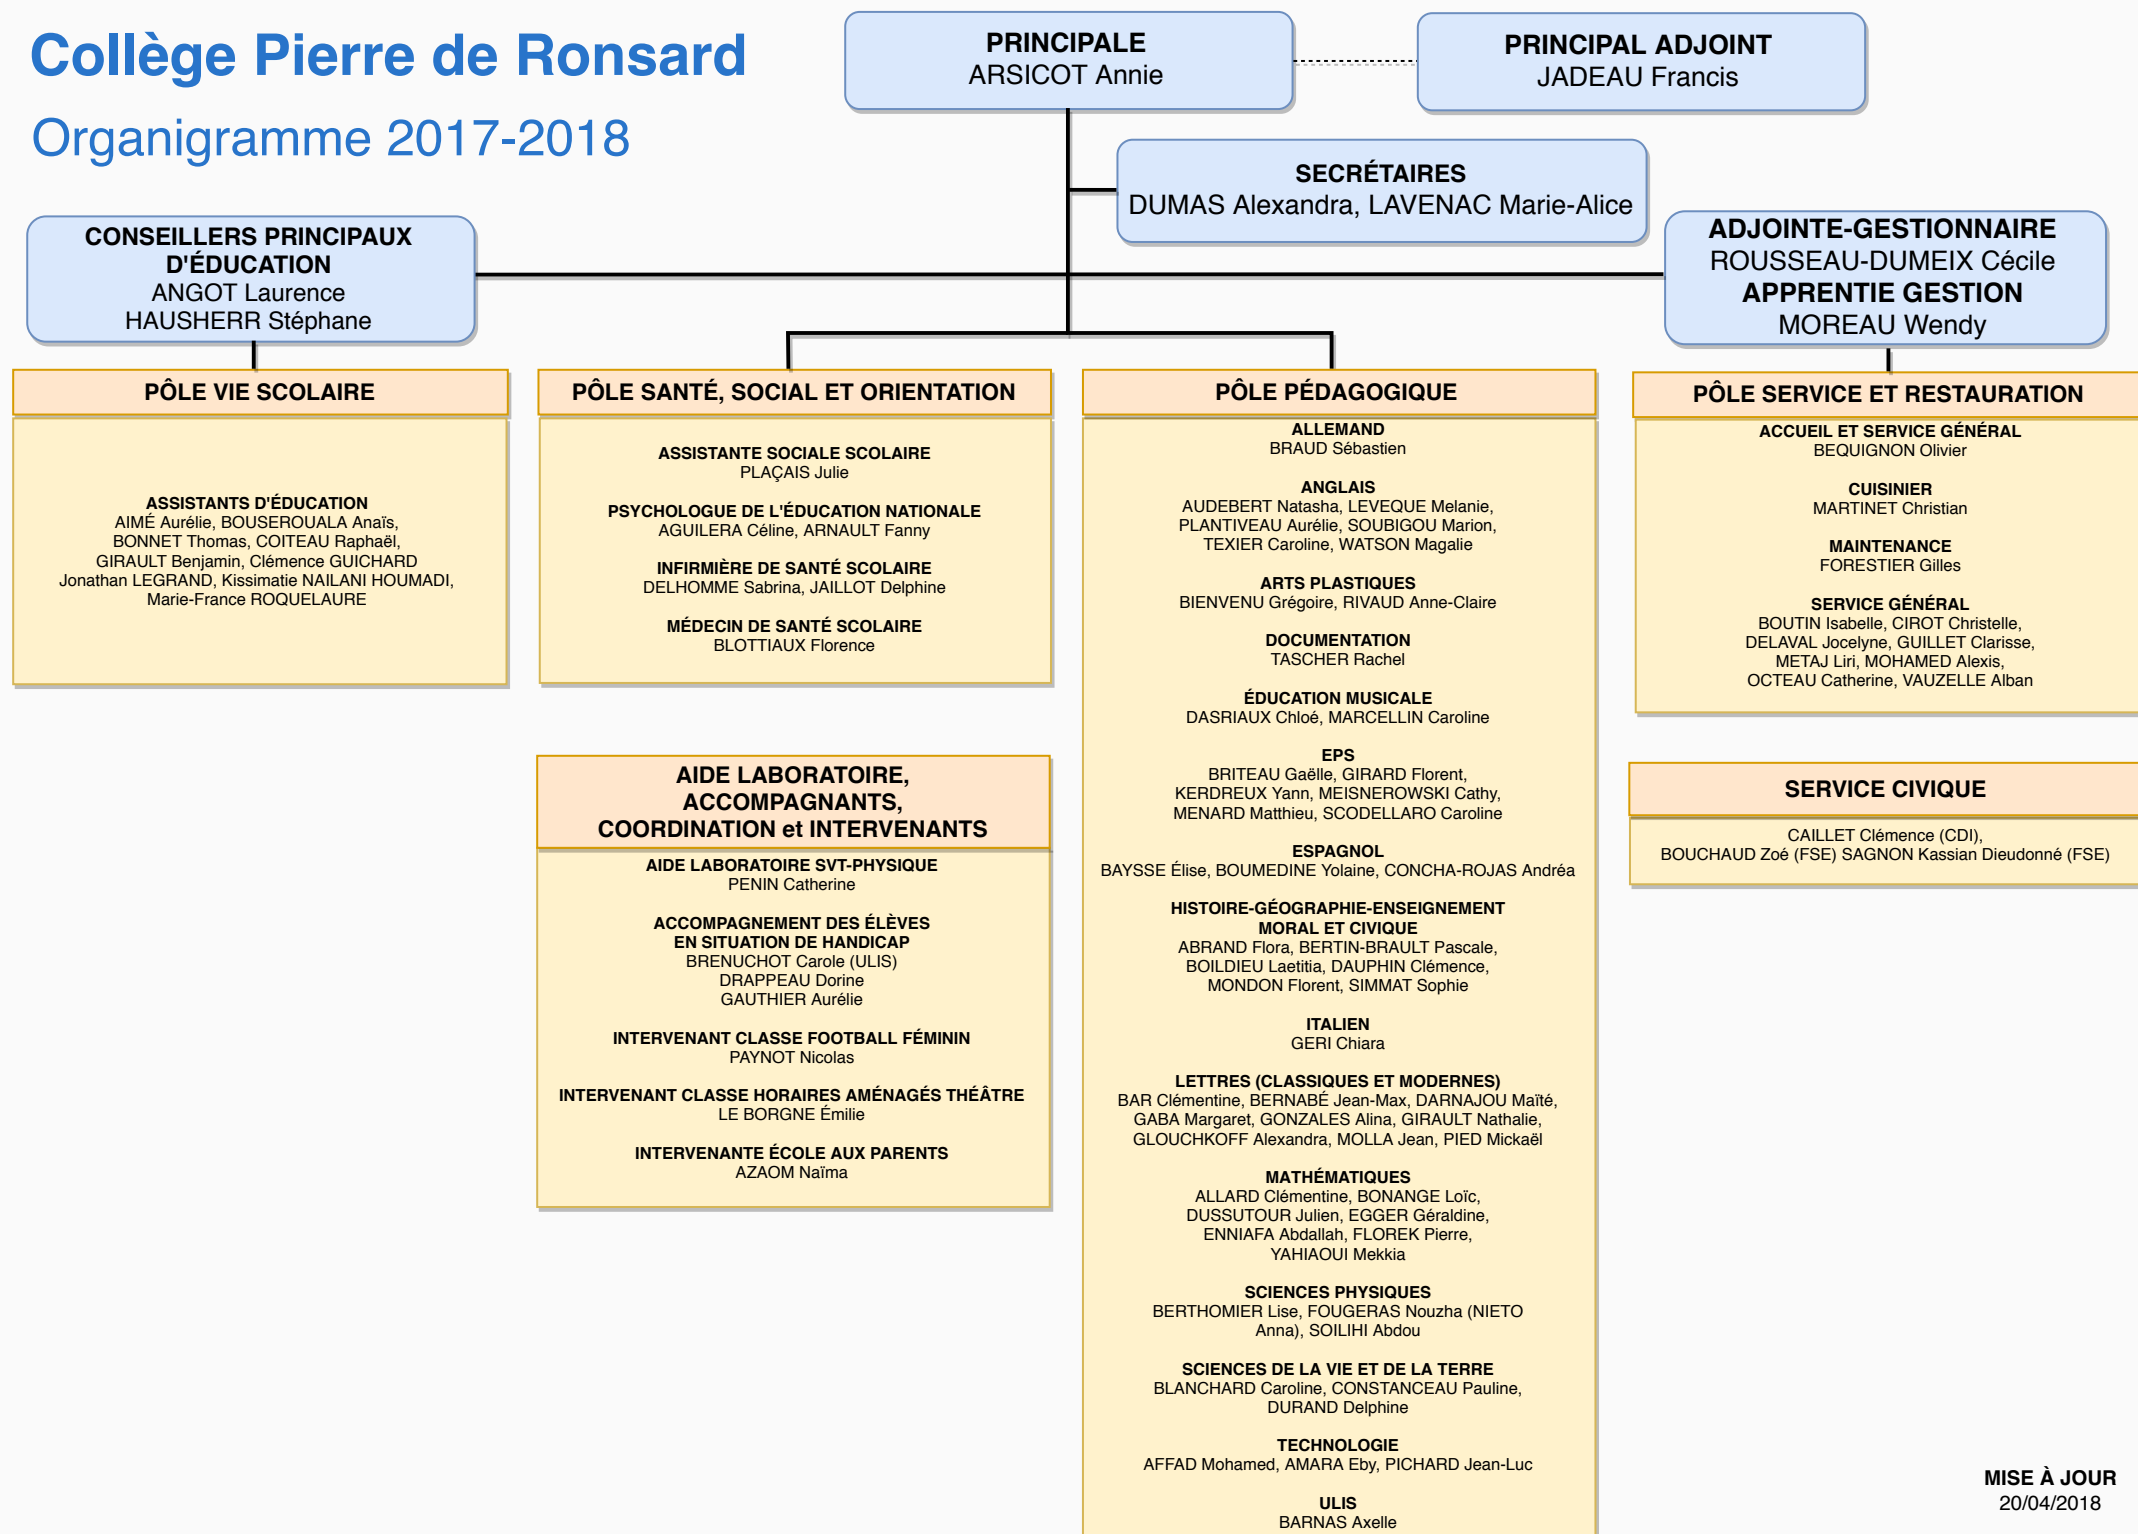 Collège Pierre de Ronsard
Organigramme 2017-2018
PRINCIPALE
ARSICOT Annie
PRINCIPAL ADJOINT
JADEAU Francis
SECRÉTAIRES
DUMAS Alexandra, LAVENAC Marie-Alice
CONSEILLERS PRINCIPAUX
D'ÉDUCATION
ANGOT Laurence
HAUSHERR Stéphane
ADJOINTE-GESTIONNAIRE
ROUSSEAU-DUMEIX Cécile
APPRENTIE GESTION
MOREAU Wendy
PÔLE VIE SCOLAIRE
ASSISTANTS D'ÉDUCATION
AIMÉ Aurélie, BOUSEROUALA Anaïs,
BONNET Thomas, COITEAU Raphaël,
GIRAULT Benjamin, Clémence GUICHARD
Jonathan LEGRAND, Kissimatie NAILANI HOUMADI,
Marie-France ROQUELAURE
PÔLE SANTÉ, SOCIAL ET ORIENTATION
ASSISTANTE SOCIALE SCOLAIRE
PLAÇAIS Julie
PSYCHOLOGUE DE L'ÉDUCATION NATIONALE
AGUILERA Céline, ARNAULT Fanny
INFIRMIÈRE DE SANTÉ SCOLAIRE
DELHOMME Sabrina, JAILLOT Delphine
MÉDECIN DE SANTÉ SCOLAIRE
BLOTTIAUX Florence
AIDE LABORATOIRE,
ACCOMPAGNANTS,
COORDINATION et INTERVENANTS
AIDE LABORATOIRE SVT-PHYSIQUE
PENIN Catherine
ACCOMPAGNEMENT DES ÉLÈVES
EN SITUATION DE HANDICAP
BRENUCHOT Carole (ULIS)
DRAPPEAU Dorine
GAUTHIER Aurélie
INTERVENANT CLASSE FOOTBALL FÉMININ
PAYNOT Nicolas
INTERVENANT CLASSE HORAIRES AMÉNAGÉS THÉÂTRE
LE BORGNE Émilie
INTERVENANTE ÉCOLE AUX PARENTS
AZAOM Naïma
PÔLE PÉDAGOGIQUE
ALLEMAND
BRAUD Sébastien
ANGLAIS
AUDEBERT Natasha, LEVEQUE Melanie,
PLANTIVEAU Aurélie, SOUBIGOU Marion,
TEXIER Caroline, WATSON Magalie
ARTS PLASTIQUES
BIENVENU Grégoire, RIVAUD Anne-Claire
DOCUMENTATION
TASCHER Rachel
ÉDUCATION MUSICALE
DASRIAUX Chloé, MARCELLIN Caroline
EPS
BRITEAU Gaëlle, GIRARD Florent,
KERDREUX Yann, MEISNEROWSKI Cathy,
MENARD Matthieu, SCODELLARO Caroline
ESPAGNOL
BAYSSE Élise, BOUMEDINE Yolaine, CONCHA-ROJAS Andréa
HISTOIRE-GÉOGRAPHIE-ENSEIGNEMENT
MORAL ET CIVIQUE
ABRAND Flora, BERTIN-BRAULT Pascale,
BOILDIEU Laetitia, DAUPHIN Clémence,
MONDON Florent, SIMMAT Sophie
ITALIEN
GERI Chiara
LETTRES (CLASSIQUES ET MODERNES)
BAR Clémentine, BERNABÉ Jean-Max, DARNAJOU Maïté,
GABA Margaret, GONZALES Alina, GIRAULT Nathalie,
GLOUCHKOFF Alexandra, MOLLA Jean, PIED Mickaël
MATHÉMATIQUES
ALLARD Clémentine, BONANGE Loïc,
DUSSUTOUR Julien, EGGER Géraldine,
ENNIAFA Abdallah, FLOREK Pierre,
YAHIAOUI Mekkia
SCIENCES PHYSIQUES
BERTHOMIER Lise, FOUGERAS Nouzha (NIETO
Anna), SOILIHI Abdou
SCIENCES DE LA VIE ET DE LA TERRE
BLANCHARD Caroline, CONSTANCEAU Pauline,
DURAND Delphine
TECHNOLOGIE
AFFAD Mohamed, AMARA Eby, PICHARD Jean-Luc
ULIS
BARNAS Axelle
PÔLE SERVICE ET RESTAURATION
ACCUEIL ET SERVICE GÉNÉRAL
BEQUIGNON Olivier
CUISINIER
MARTINET Christian
MAINTENANCE
FORESTIER Gilles
SERVICE GÉNÉRAL
BOUTIN Isabelle, CIROT Christelle,
DELAVAL Jocelyne, GUILLET Clarisse,
METAJ Liri, MOHAMED Alexis,
OCTEAU Catherine, VAUZELLE Alban
SERVICE CIVIQUE
CAILLET Clémence (CDI),
BOUCHAUD Zoé (FSE) SAGNON Kassian Dieudonné (FSE)
MISE À JOUR
20/04/2018